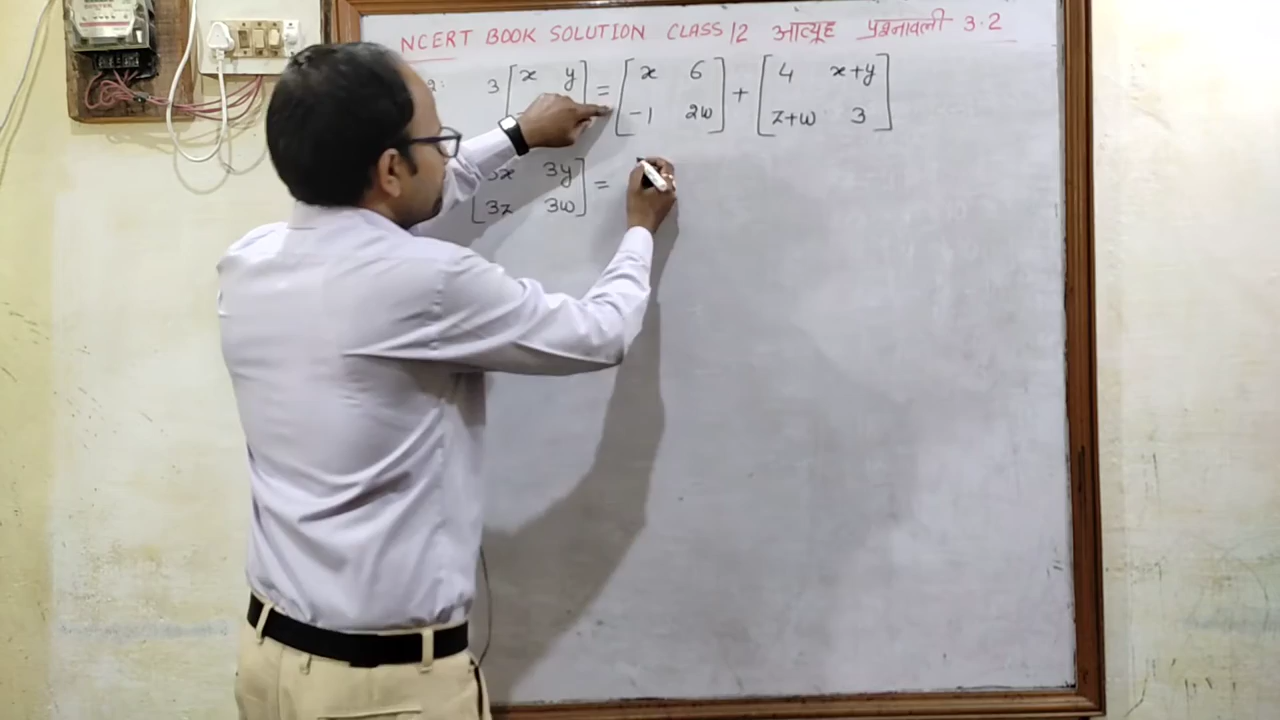 NCERT BOOK SOLUTION CLASS 12 आव्यूह प्रश्नावली 3.2
3 [x y] = [x 6] + [4 x+y]
[-1 2w] [z+w 3]
3x 3y] =
[3z 3w]